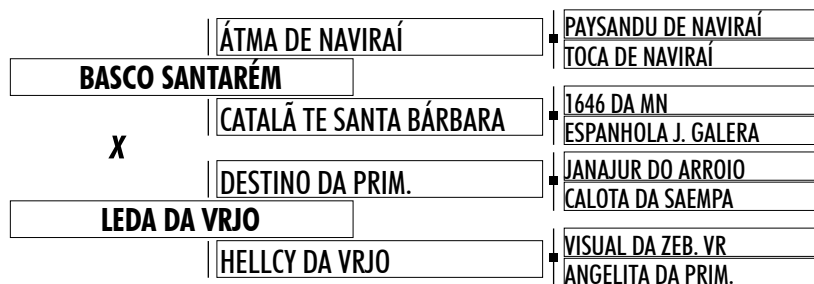 ÁTMA DE NAVIRAÍ
PAYSANDU DE NAVIRAÍ
TOCA DE NAVIRAÍ
BASCO SANTARÉM
CATALÃ TE SANTA BÁRBARA
1646 DA MN
ESPANHOLA J. GALERA
X
DESTINO DA PRIM.
JANAJUR DO ARROIO
CALOTA DA SAEMPA
LEDA DA VRJO
HELLCY DA VRJO
VISUAL DA ZEB. VR
ANGELITA DA PRIM.